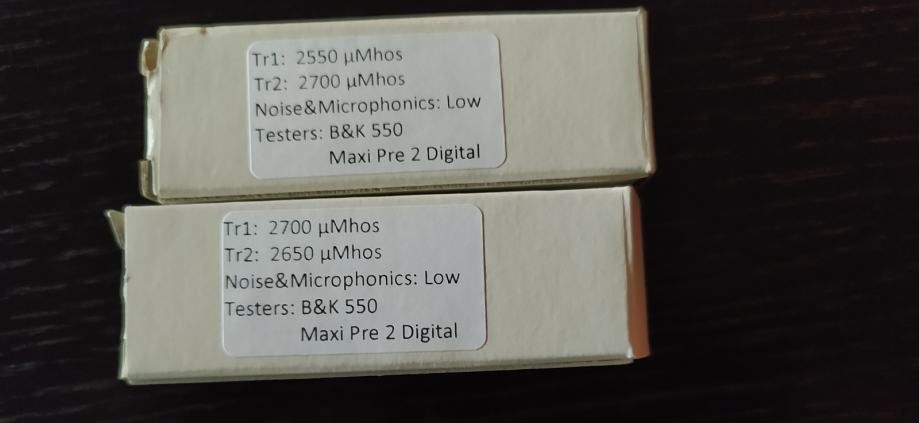 Tr1: 2550 µMhos
Tr2: 2700 µMhos
Noise&Microphonics: Low
Testers: B&K 550
Maxi Pre 2 Digital
Tr1: 2700 µMhos
Tr2: 2650 µMhos
Noise&Microphonics: Low
Testers: B&K 550
Maxi Pre 2 Digital